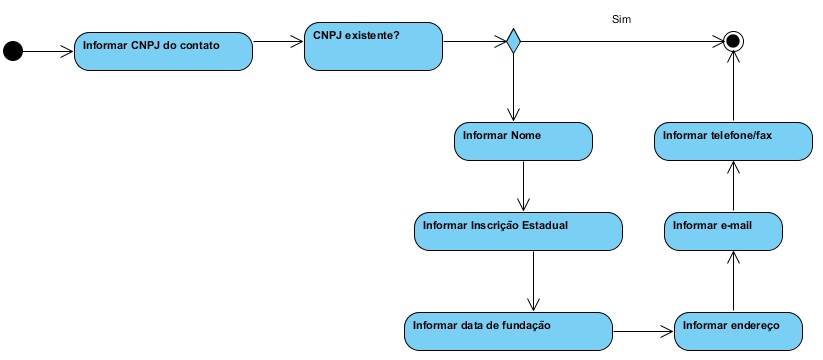 Sim
Informar CNPJ do contato
CNPJ existente?
Informar Nome
Informar telefone/fax
Informar Inscrição Estadual
Informar e-mail
Informar data de fundação
Informar endereço